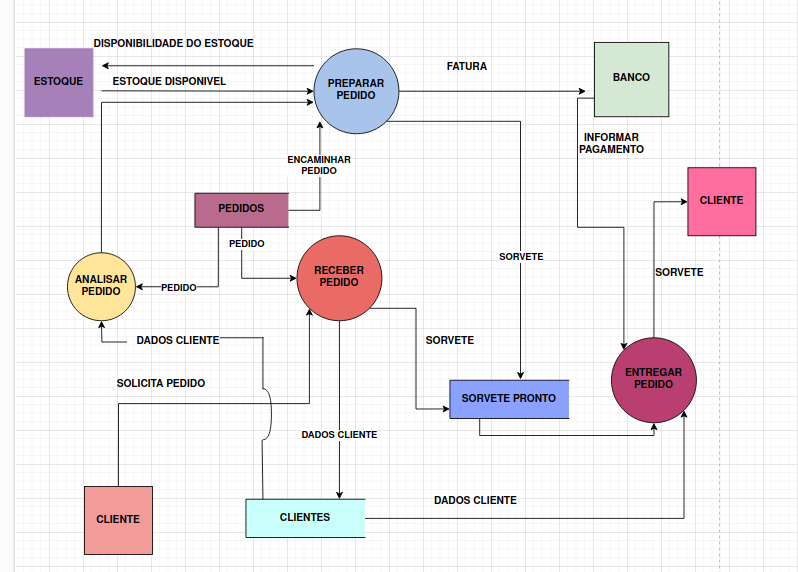 DISPONIBILIDADE DO ESTOQUE
ESTOQUE
ESTOQUE DISPONIVEL
PREPARAR
PEDIDO
FATURA
BANCO
INFORMAR
PAGAMENTO
ENCAMINHAR
PEDIDO
CLIENTE
PEDIDOS
PEDIDO
SORVETE
SORVETE
ANALISAR
PEDIDO
PEDIDO
RECEBER
PEDIDO
DADOS CLIENTE
SORVETE
SOLICITA PEDIDO
ENTREGAR
PEDIDO
SORVETE PRONTO
DADOS CLIENTE
DADOS CLIENTE
CLIENTE
CLIENTES